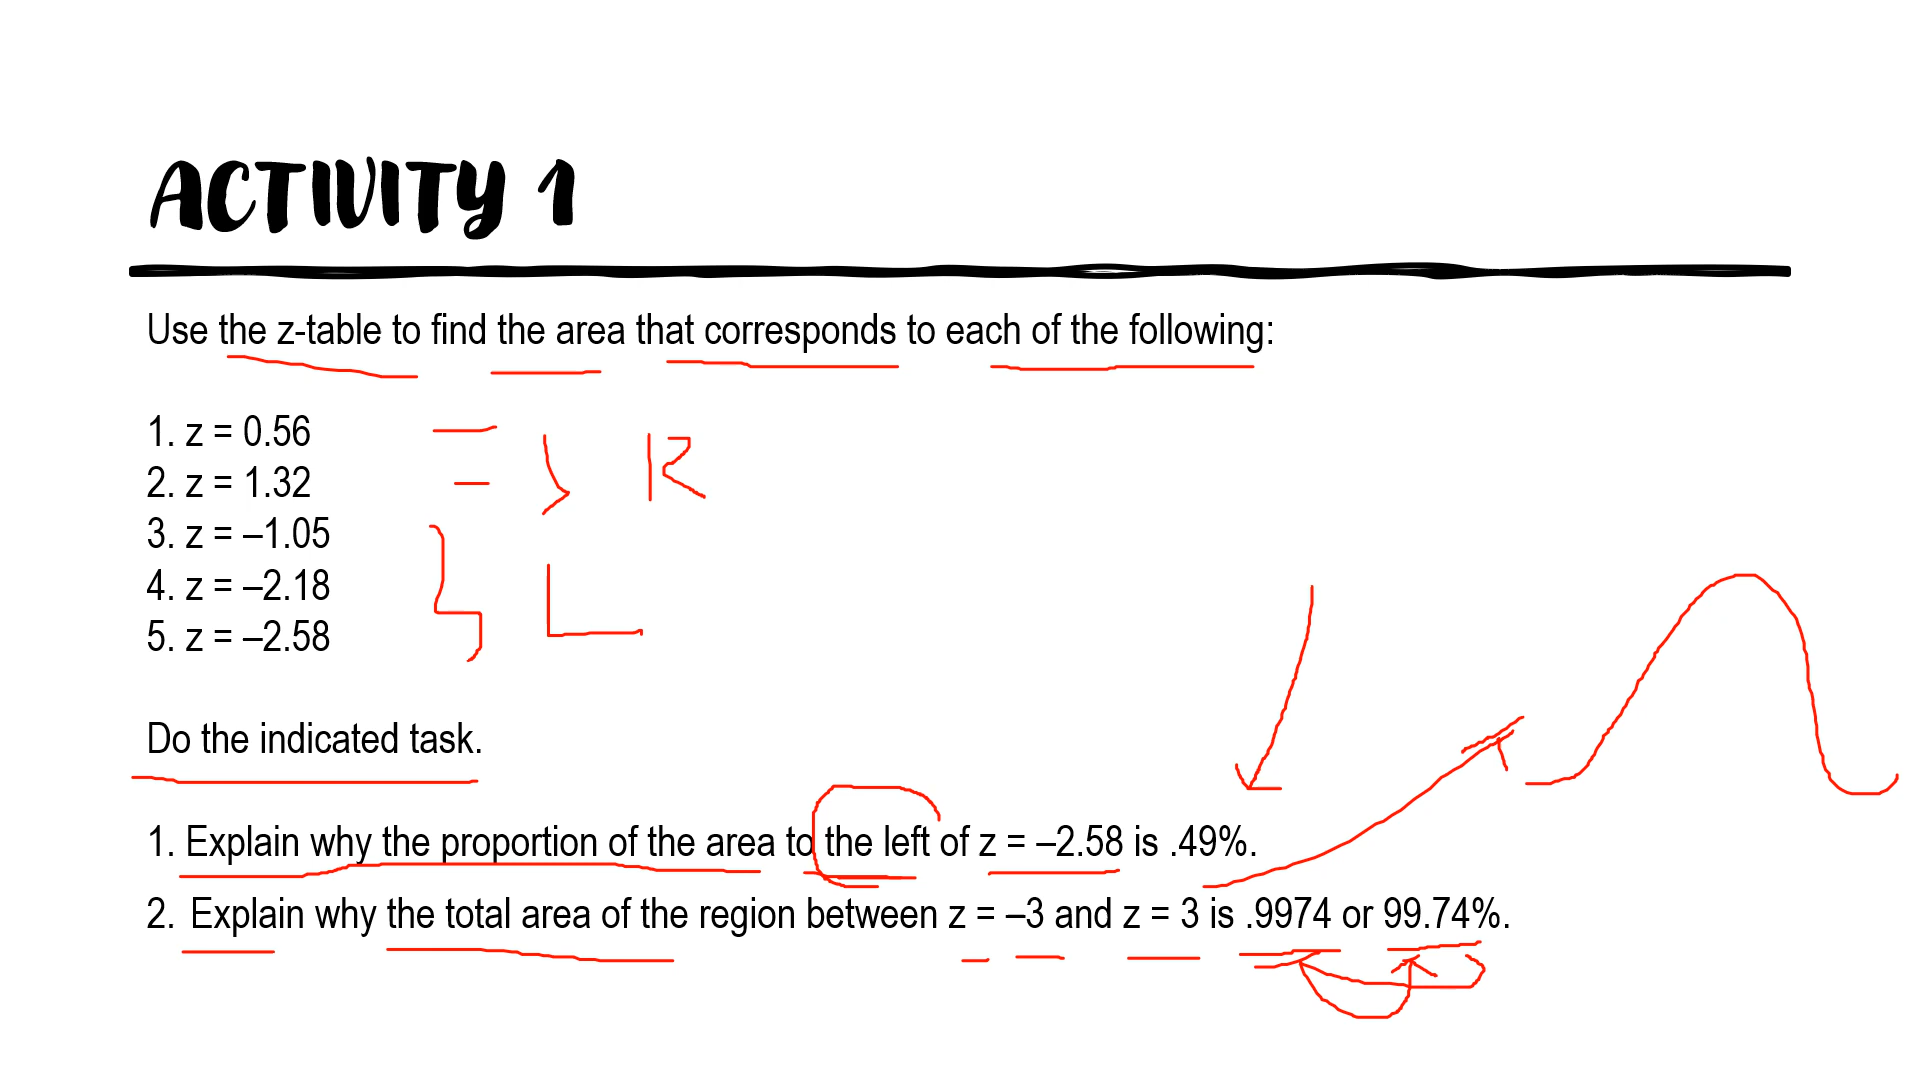 ACTIVITY 1
Use the z-table to find the area that corresponds to each of the following:
1. z = 0.56
2. z = 1.32
R
3. z = –1.05
4. z = –2.18
5. z = –2.58
L
Do the indicated task.
1. Explain why the proportion of the area to the left of z = –2.58 is .49%.
2. Explain why the total area of the region between z = –3 and z = 3 is .9974 or 99.74%.